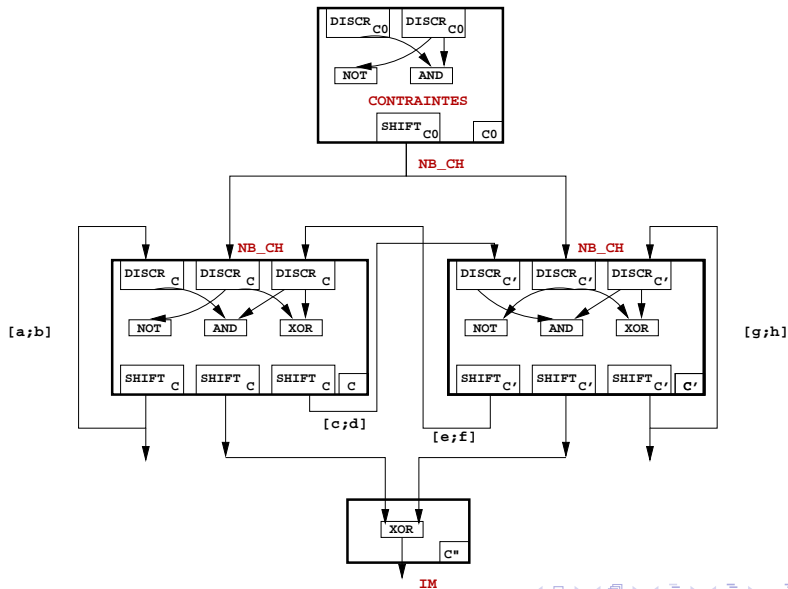 DISCR C0 DISCR C0
NOT AND
CONTRAINTES
SHIFT C0 C0
NB_CH
NB_CH NB_CH
DISCR C DISCR C DISCR C DISCR C' DISCR C' DISCR C'
[a;b] NOT AND XOR NOT AND XOR [g;h]
SHIFT C SHIFT C SHIFT C C SHIFT C' SHIFT C' SHIFT C' C'
[c;d] [e;f]
XOR
C"
IM